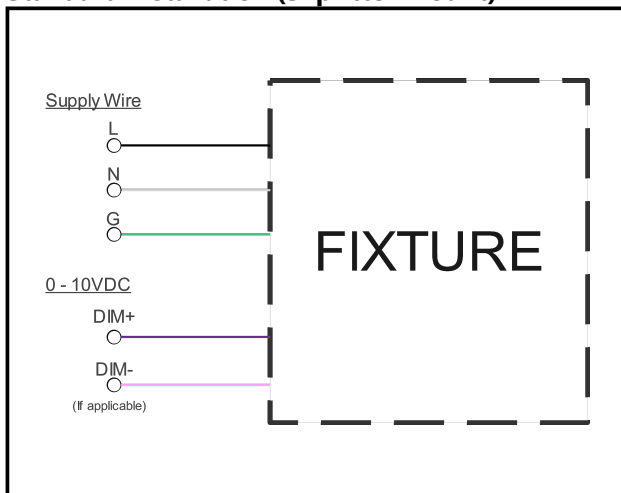 Supply Wire
L
N
G
FIXTURE
0 - 10VDC
DIM+
DIM-
(If applicable)